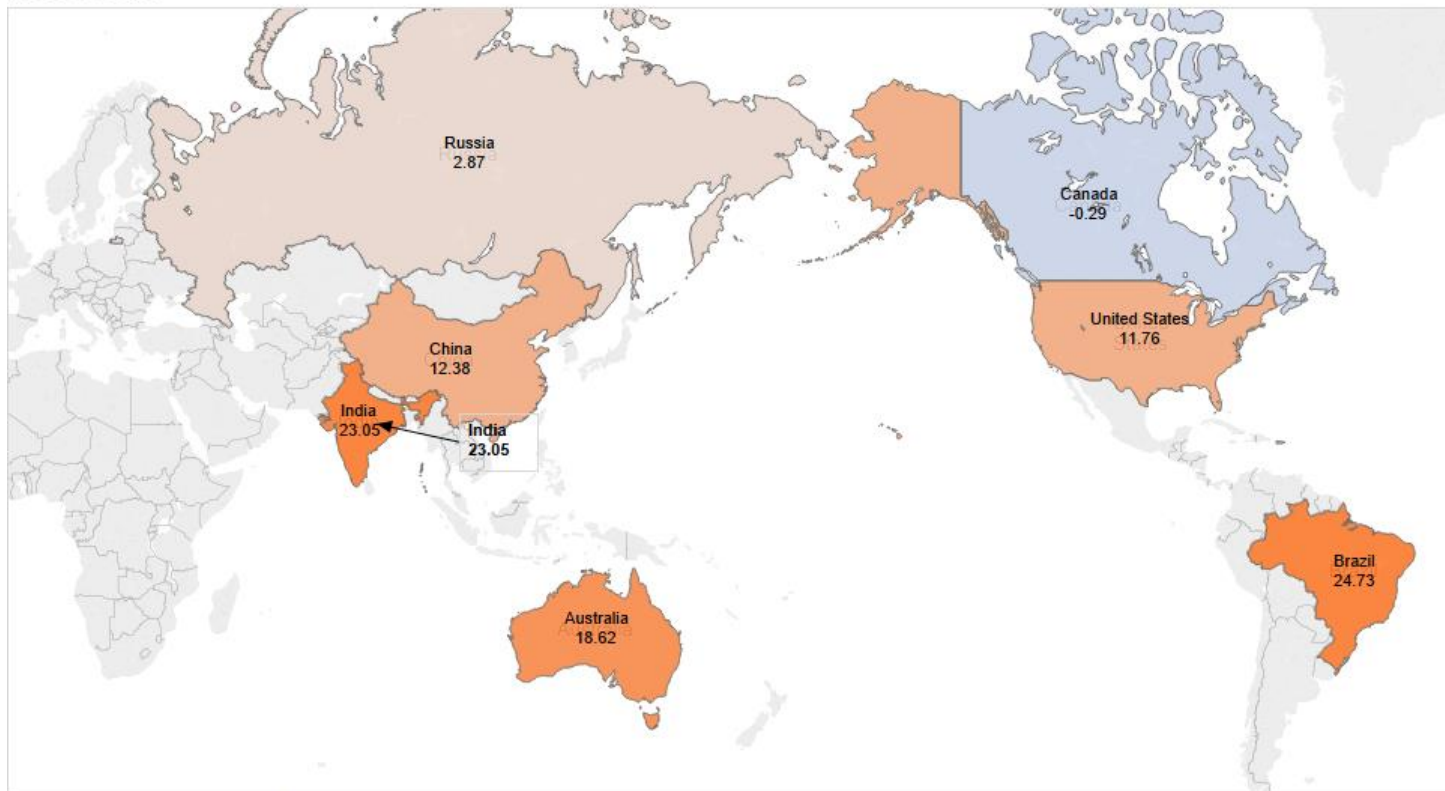 Russia
2.87
Canada
-0.29
United States
11.76
China
12.38
India
23.05
India
23.05
Brazil
24.73
Australia
18.62